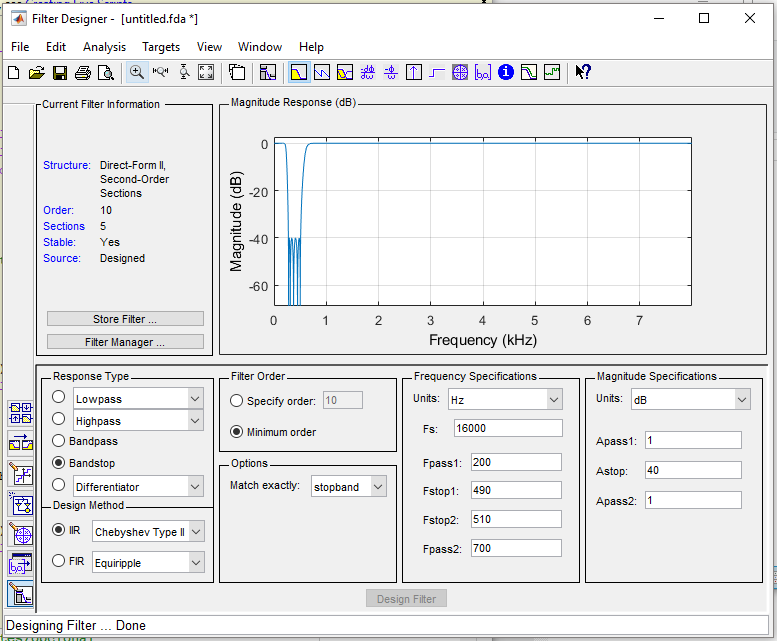 Creating Live Scripts
Filter Designer - [untitled.fda *]
File Edit Analysis Targets View Window Help
Current Filter Information
Structure: Direct-Form II,
Second-Order
Sections
Order: 10
Sections 5
Stable: Yes
Source: Designed
Store Filter ...
Filter Manager ...
Magnitude Response (dB)
Magnitude (dB)
0
-20
-40
-60
0 1 2 3 4 5 6 7
Frequency (kHz)
Response Type
Lowpass
Highpass
Bandpass
Bandstop
Differentiator
Design Method
IIR Chebyshev Type II
FIR Equiripple
Filter Order
Specify order: 10
Minimum order
Options
Match exactly: stopband
Frequency Specifications
Units: Hz
Fs: 16000
Fpass1: 200
Fstop1: 490
Fstop2: 510
Fpass2: 700
Magnitude Specifications
Units: dB
Apass1: 1
Astop: 40
Apass2: 1
Design Filter
Designing Filter ... Done